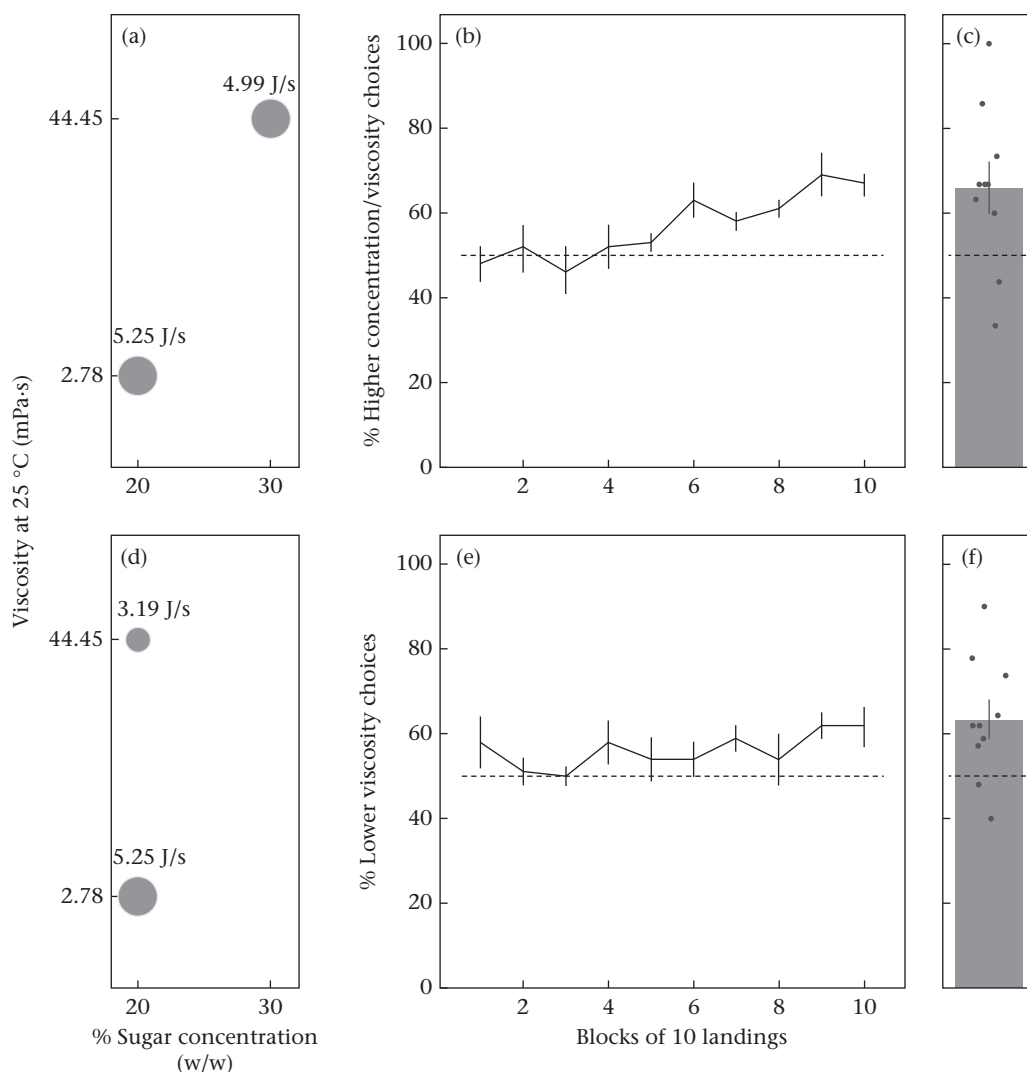 Viscosity at 25 °C (mPa·s)
(a)
4.99 J/s
44.45
5.25 J/s
2.78
20 30
(b)
% Higher concentration/viscosity choices
100
80
60
40
20
0
2 4 6 8 10
(c)
(d)
3.19 J/s
44.45
5.25 J/s
2.78
20 30
% Sugar concentration
(w/w)
(e)
% Lower viscosity choices
100
80
60
40
20
0
2 4 6 8 10
Blocks of 10 landings
(f)